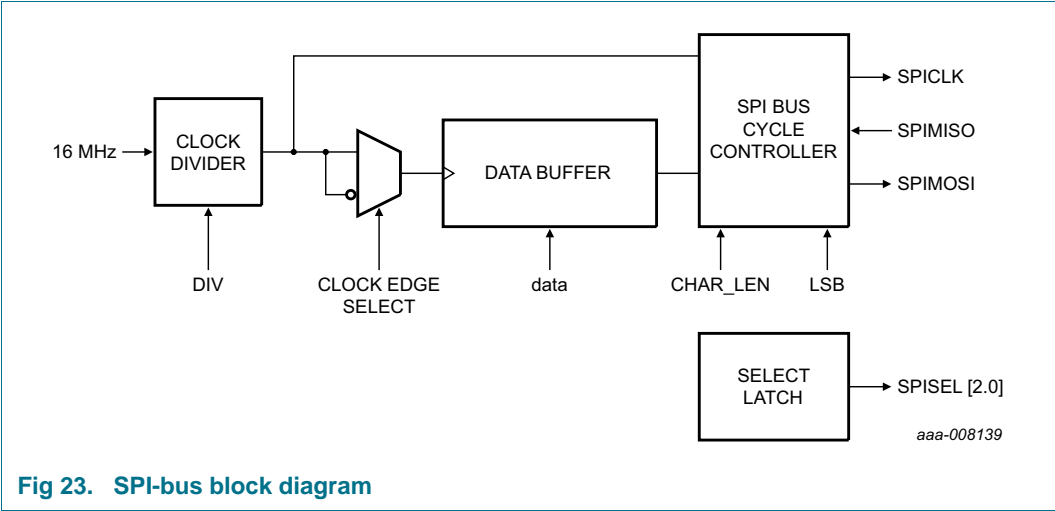 16 MHz
CLOCK
DIVIDER
DIV
CLOCK EDGE
SELECT
DATA BUFFER
data
SPI BUS
CYCLE
CONTROLLER
SPICLK
SPIMISO
SPIMOSI
CHAR_LEN
LSB
SELECT
LATCH
SPISEL [2.0]
aaa-008139
Fig 23. SPI-bus block diagram